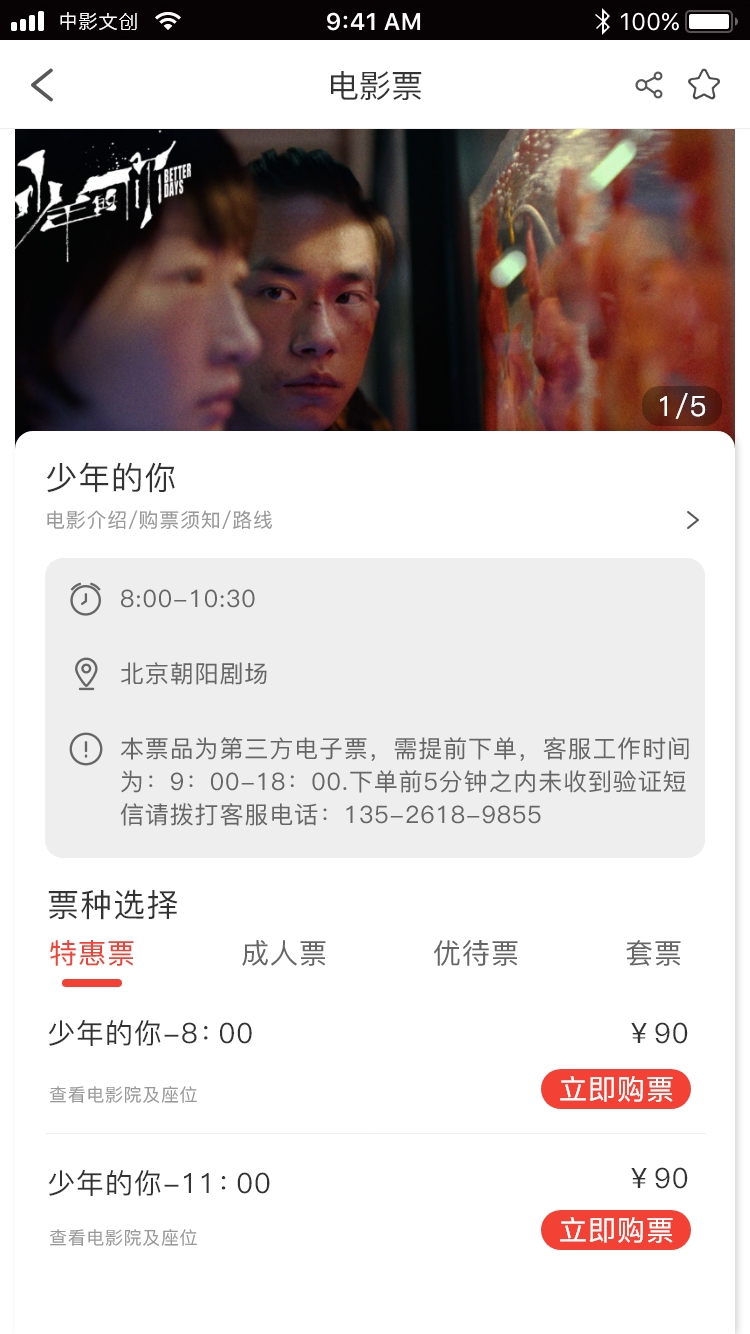 中影文创
9:41 AM
100%
电影票
少年的你
BETTER
DAYS
1/5
少年的你
电影介绍/购票须知/路线
8:00-10:30
北京朝阳剧场
本票品为第三方电子票，需提前下单，客服工作时间
为：9：00-18：00.下单前5分钟之内未收到验证短
信请拨打客服电话：135-2618-9855
票种选择
特惠票 成人票 优待票 套票
少年的你-8：00 ¥90
查看电影院及座位 立即购票
少年的你-11：00 ¥90
查看电影院及座位 立即购票